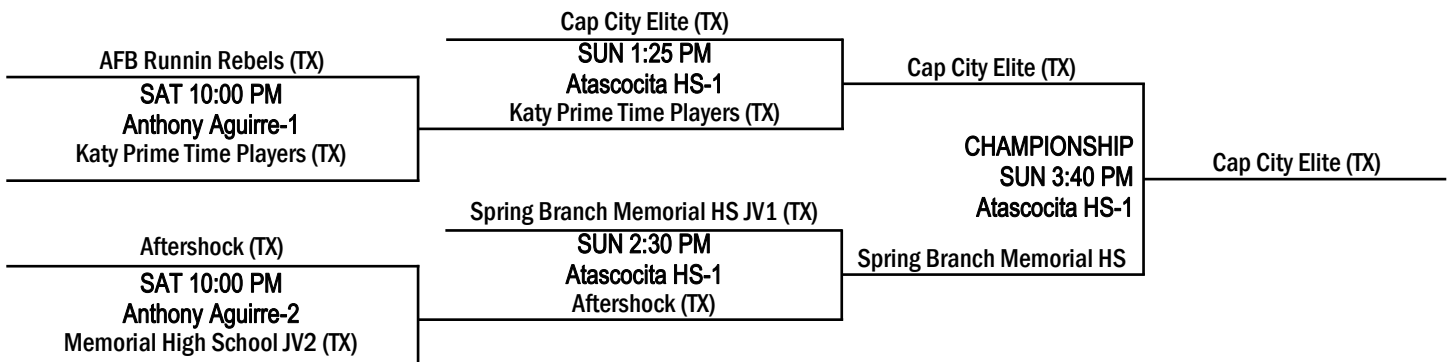 Cap City Elite (TX)
AFB Runnin Rebels (TX)
SUN 1:25 PM
Cap City Elite (TX)
SAT 10:00 PM
Atascocita HS-1
Anthony Aguirre-1
Katy Prime Time Players (TX)
Katy Prime Time Players (TX)
CHAMPIONSHIP
SUN 3:40 PM
Cap City Elite (TX)
Atascocita HS-1
Spring Branch Memorial HS JV1 (TX)
Aftershock (TX)
SUN 2:30 PM
Spring Branch Memorial HS
SAT 10:00 PM
Atascocita HS-1
Anthony Aguirre-2
Aftershock (TX)
Memorial High School JV2 (TX)